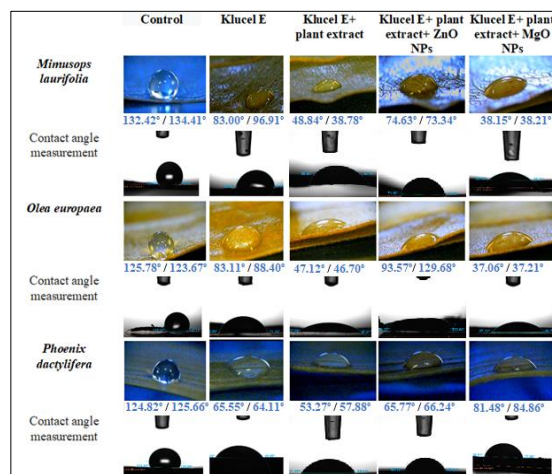 Control
Klucel E
Klucel E+
plant extract
Klucel E+ plant
extract+ ZnO
NPs
Klucel E+ plant
extract+ MgO
NPs
Mimusops
laurifolia
132.42° / 134.41°
83.00° / 96.91°
48.84° / 38.78°
74.63° / 73.34°
38.15° / 38.21°
Contact angle
measurement
Olea europaea
125.78° / 123.67°
83.11° / 88.40°
47.12° / 46.70°
93.57° / 129.68°
37.06° / 37.21°
Contact angle
measurement
Phoenix
dactylifera
124.82° / 125.66°
65.55° / 64.11°
53.27° / 57.88°
65.77° / 66.24°
81.48° / 84.86°
Contact angle
measurement